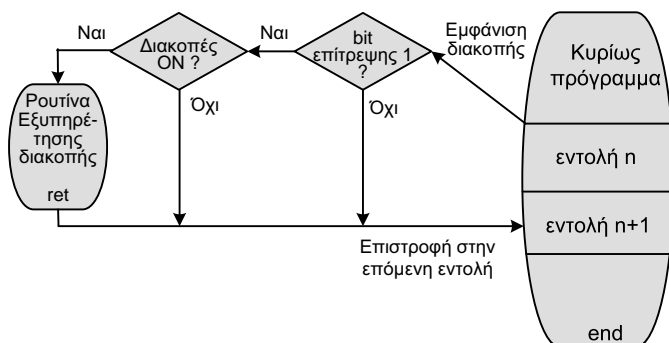 Ναι
Διακοπές
ON ?
Ναι
bit
επίτρεψης 1
?
Εμφάνιση
διακοπής
Κυρίως
πρόγραμμα
Ρουτίνα
Εξυπηρέ-
τησης
διακοπής
ret
Όχι
Όχι
εντολή n
εντολή n+1
Επιστροφή στην
επόμενη εντολή
end